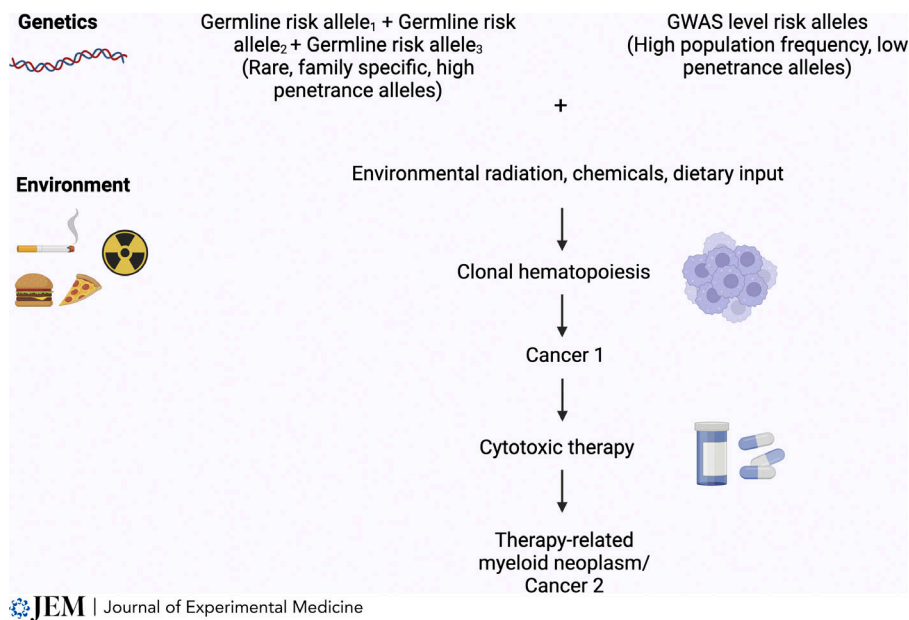 Genetics
Germline risk allele₁ + Germline risk
allele₂ + Germline risk allele₃
(Rare, family specific, high
penetrance alleles)
GWAS level risk alleles
(High population frequency, low
penetrance alleles)
+
Environment
Environmental radiation, chemicals, dietary input
Clonal hematopoiesis
Cancer 1
Cytotoxic therapy
Therapy-related
myeloid neoplasm/
Cancer 2
JEM | Journal of Experimental Medicine